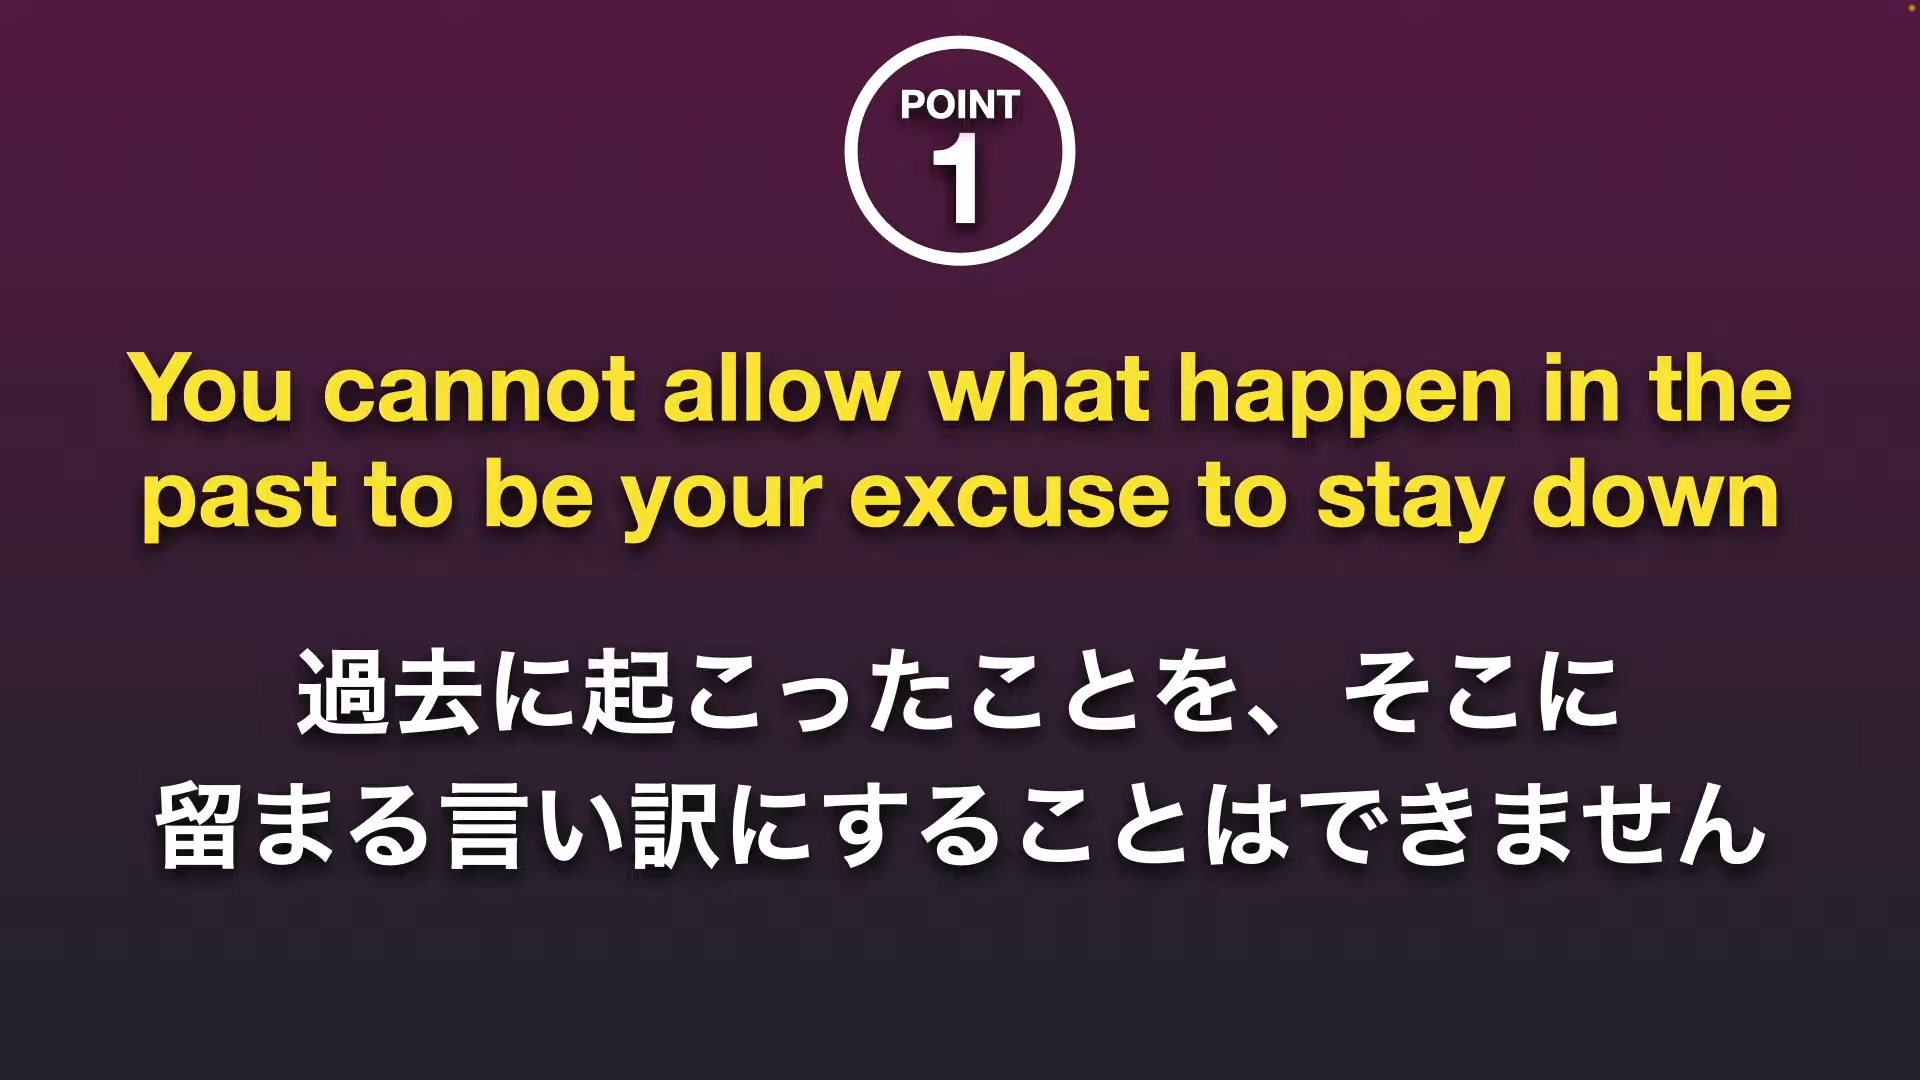 POINT
1
You cannot allow what happen in the
past to be your excuse to stay down
過去に起こったことを、そこに
留まる言い訳にすることはできません